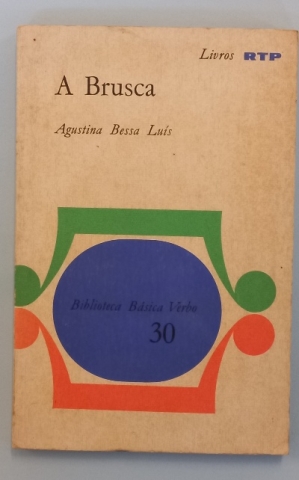 Livros RTP
A Brusca
Agustina Bessa Luís
Biblioteca Básica Verbo
30